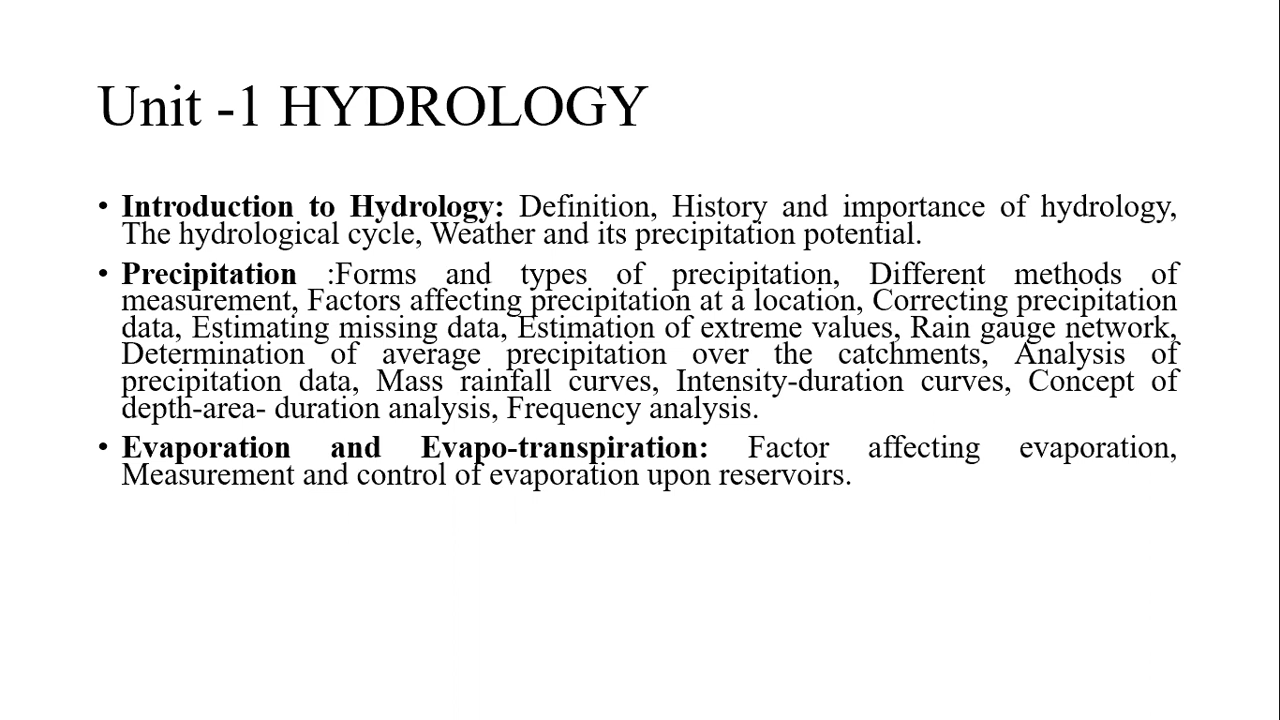 Unit -1 HYDROLOGY
• Introduction to Hydrology: Definition, History and importance of hydrology,
The hydrological cycle, Weather and its precipitation potential.
• Precipitation :Forms and types of precipitation, Different methods of
measurement, Factors affecting precipitation at a location, Correcting precipitation
data, Estimating missing data, Estimation of extreme values, Rain gauge network,
Determination of average precipitation over the catchments, Analysis of
precipitation data, Mass rainfall curves, Intensity-duration curves, Concept of
depth-area- duration analysis, Frequency analysis.
• Evaporation and Evapo-transpiration: Factor affecting evaporation,
Measurement and control of evaporation upon reservoirs.